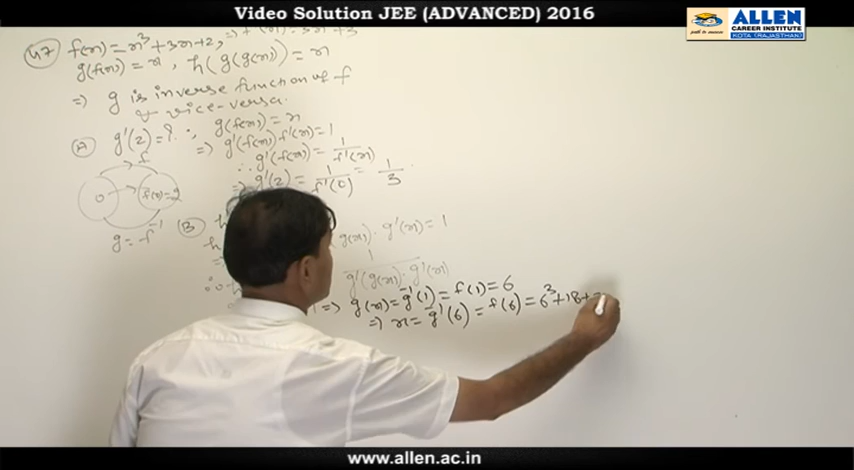 Video Solution JEE (ADVANCED) 2016
ALLEN
CAREER INSTITUTE
KOTA (RAJASTHAN)
47 f(x) = x³ + 3x + 2, ⇒
g(f(x)) = x, h(g(g(x))) = x
⇒ g is inverse function of f
& vice-versa.
(A) g'(2) = ? ∵ g(f(x)) = x
⇒ g'(f(x)) f'(x) = 1
∴ g'(f(x)) = 1/f'(x)
⇒ g'(2) = 1/f'(0) = 1/3
f
0 f(x)=y
g = f⁻¹
(B) h
g(x)) · g'(x) = 1
1
g'(g(x)) · g'(x)
⇒ g(x) = g⁻¹(1) = f(1) = 6
⇒ x = g⁻¹(6) = f(6) = 6³ + 18 +
www.allen.ac.in